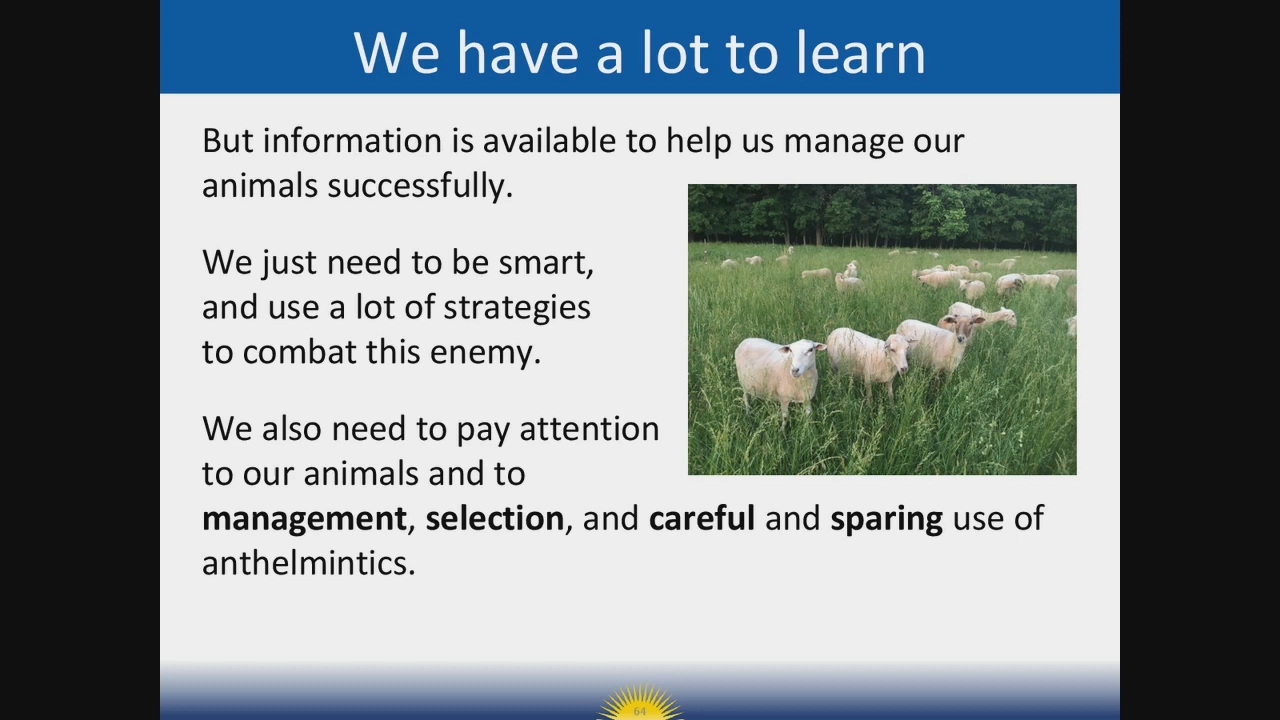 We have a lot to learn
But information is available to help us manage our
animals successfully.
We just need to be smart,
and use a lot of strategies
to combat this enemy.
We also need to pay attention
to our animals and to
management, selection, and careful and sparing use of
anthelmintics.
64